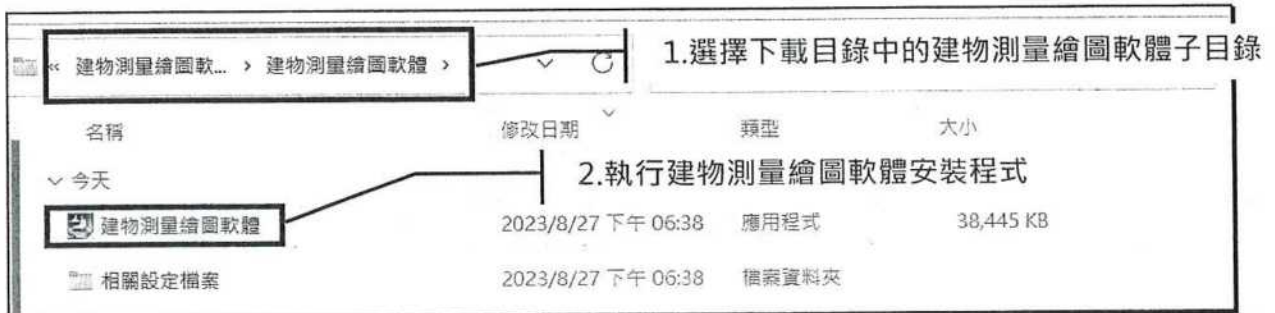 « 建物測量繪圖軟... › 建物測量繪圖軟體 ›
1.選擇下載目錄中的建物測量繪圖軟體子目錄
名稱 修改日期 類型 大小
今天
2.執行建物測量繪圖軟體安裝程式
建物測量繪圖軟體 2023/8/27 下午 06:38 應用程式 38,445 KB
相關設定檔案 2023/8/27 下午 06:38 檔案資料夾